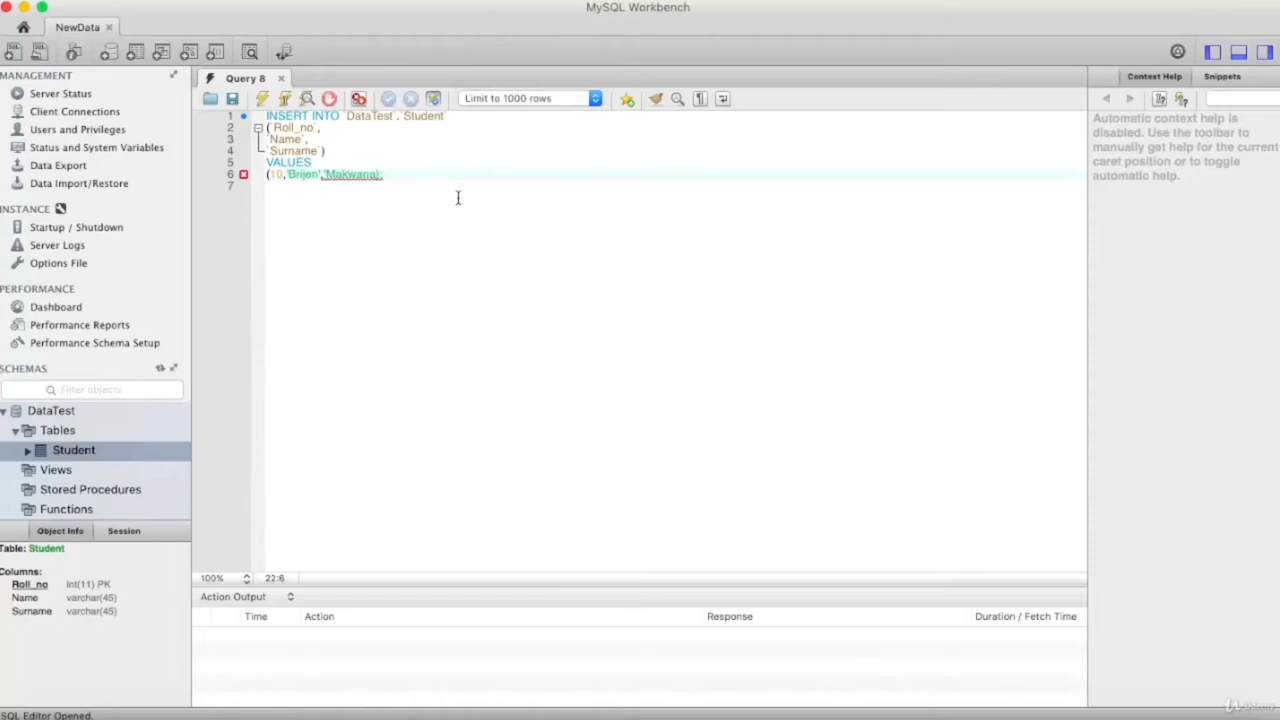 MySQL Workbench
NewData
MANAGEMENT
Server Status
Client Connections
Users and Privileges
Status and System Variables
Data Export
Data Import/Restore
INSTANCE
Startup / Shutdown
Server Logs
Options File
PERFORMANCE
Dashboard
Performance Reports
Performance Schema Setup
SCHEMAS
Filter objects
DataTest
Tables
Student
Views
Stored Procedures
Functions
Object Info Session
Table: Student
Columns:
Roll_no int(11) PK
Name varchar(45)
Surname varchar(45)
SQL Editor Opened.
Query 8
Limit to 1000 rows
1 INSERT INTO `DataTest`.`Student`
2 (`Roll_no`,
3 `Name`,
4 `Surname`)
5 VALUES
6 (10,'Brijen','Makwana);
7
100% 22:6
Action Output
Time Action Response Duration / Fetch Time
Context Help Snippets
Automatic context help is
disabled. Use the toolbar to
manually get help for the current
caret position or to toggle
automatic help.
Udemy